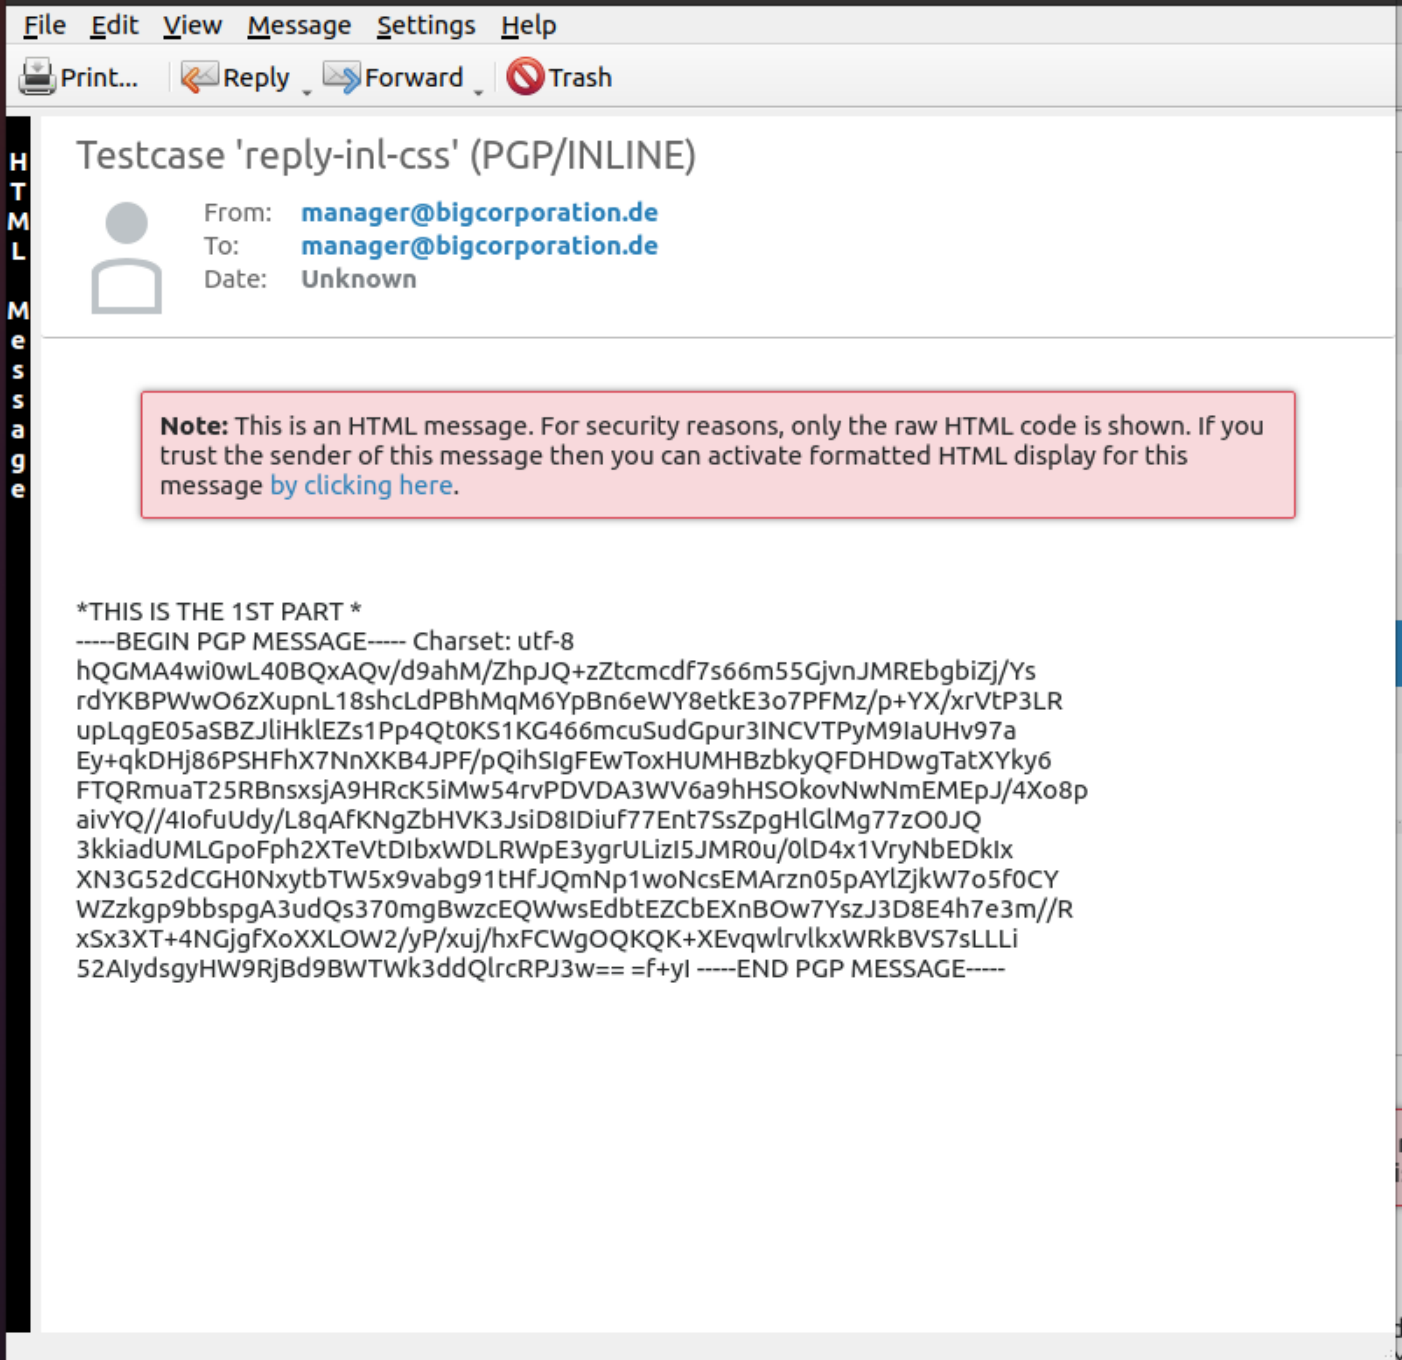 File Edit View Message Settings Help
Print... Reply Forward Trash
HTML Message
Testcase 'reply-inl-css' (PGP/INLINE)
From: manager@bigcorporation.de
To: manager@bigcorporation.de
Date: Unknown
Note: This is an HTML message. For security reasons, only the raw HTML code is shown. If you
trust the sender of this message then you can activate formatted HTML display for this
message by clicking here.
*THIS IS THE 1ST PART *
-----BEGIN PGP MESSAGE----- Charset: utf-8
hQGMA4wi0wL40BQxAQv/d9ahM/ZhpJQ+zZtcmcdf7s66m55GjvnJMREbgbiZj/Ys
rdYKBPWwO6zXupnL18shcLdPBhMqM6YpBn6eWY8etkE3o7PFMz/p+YX/xrVtP3LR
upLqgE05aSBZJliHklEZs1Pp4Qt0KS1KG466mcuSudGpur3INCVTPyM9IaUHv97a
Ey+qkDHj86PSHFhX7NnXKB4JPF/pQihSIgFEwToxHUMHBzbkyQFDHDwgTatXYky6
FTQRmuaT25RBnsxsjA9HRcK5iMw54rvPDVDA3WV6a9hHSOkovNwNmEMEpJ/4Xo8p
aivYQ//4IofuUdy/L8qAfKNgZbHVK3JsiD8IDiuf77Ent7SsZpgHlGlMg77zO0JQ
3kkiadUMLGpoFph2XTeVtDIbxWDLRWpE3ygrULizI5JMR0u/0lD4x1VryNbEDkIx
XN3G52dCGH0NxytbTW5x9vabg91tHfJQmNp1woNcsEMArzn05pAYlZjkW7o5f0CY
WZzkgp9bbspgA3udQs370mgBwzcEQWwsEdbtEZCbEXnBOw7YszJ3D8E4h7e3m//R
xSx3XT+4NGjgfXoXXLOW2/yP/xuj/hxFCWgOQKQK+XEvqwlrvlkxWRkBVS7sLLLi
52AIydsgyHW9RjBd9BWTWk3ddQlrcRPJ3w== =f+yI -----END PGP MESSAGE-----